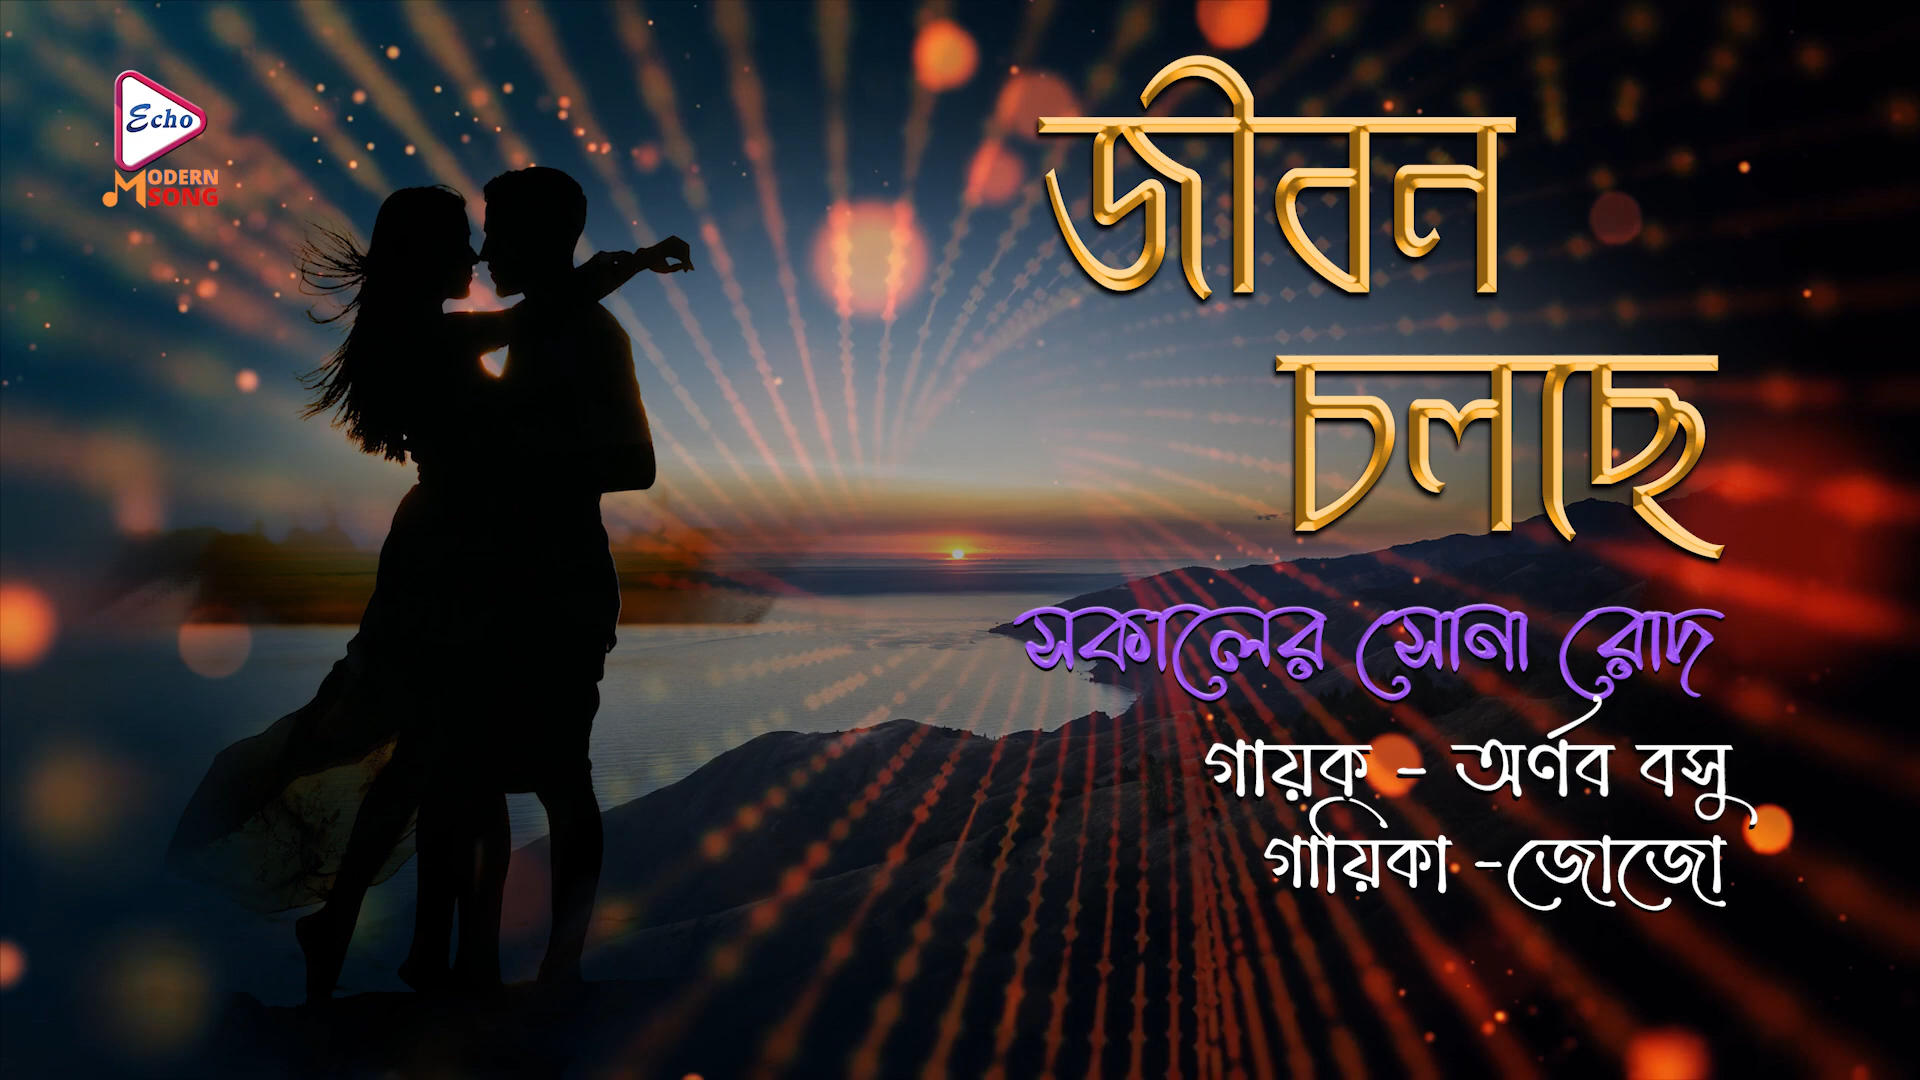 Echo
MODERN
SONG
জীবন
চলছে
সকালের সোনা রোদ
গায়ক - অর্ণব বসু
গায়িকা -জোজো